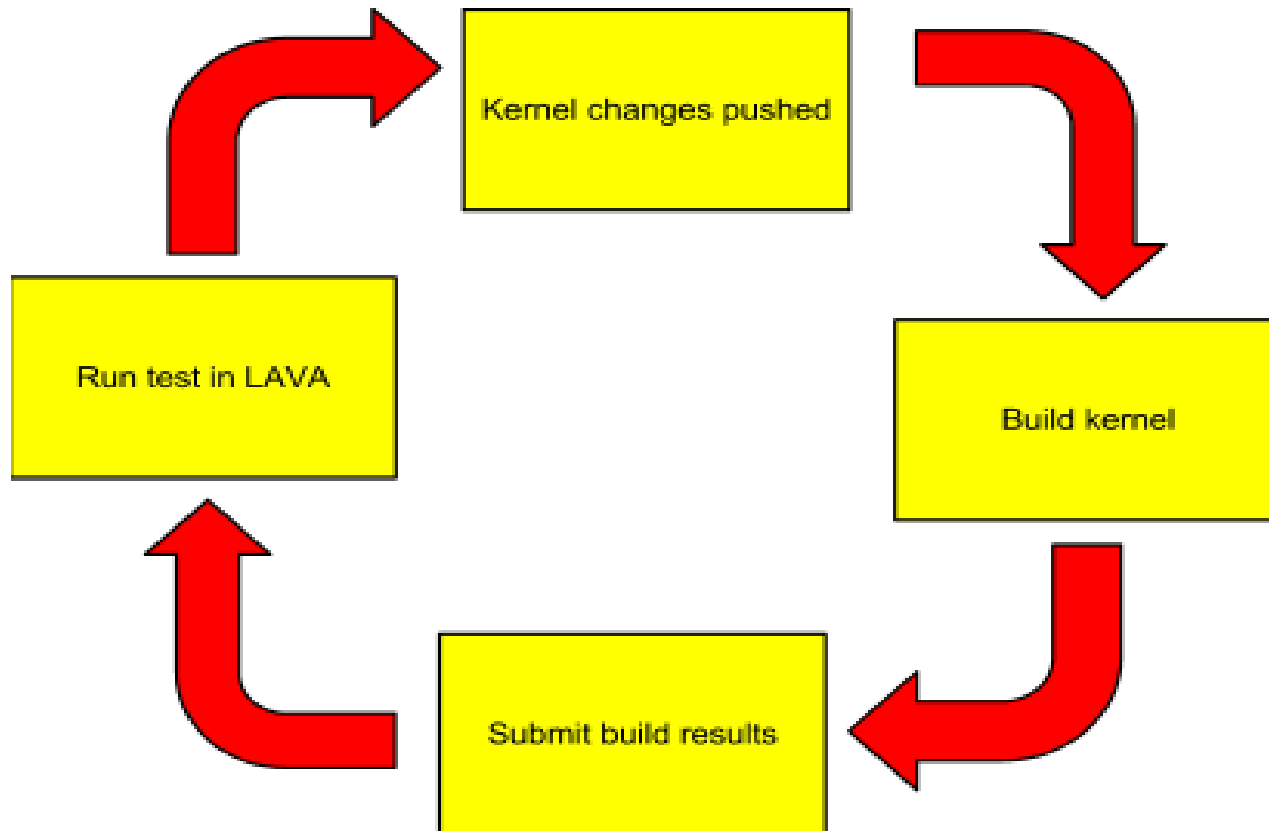 Kernel changes pushed
Build kernel
Submit build results
Run test in LAVA